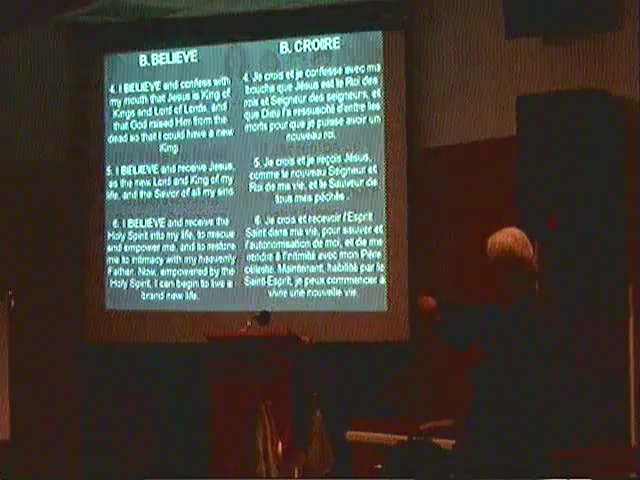 B. BELIEVE
4. I BELIEVE and confess with
my mouth that Jesus is King of
Kings and Lord of Lords, and
that God raised Him from the
dead so that I could have a new
King.
5. I BELIEVE and receive Jesus,
as the new Lord and King of my
life, and the Savior of all my sins
6. I BELIEVE and receive the
Holy Spirit into my life, to rescue
and empower me, and to restore
me to intimacy with my heavenly
Father. Now, empowered by the
Holy Spirit, I can begin to live a
brand new life.
B. CROIRE
4. Je crois et je confesse avec ma
bouche que Jésus est le Roi des
rois et Seigneur des seigneurs, et
que Dieu l'a ressuscité d'entre les
morts pour que je puisse avoir un
nouveau roi.
5. Je crois et je reçois Jésus,
comme le nouveau Seigneur et
Roi de ma vie, et le Sauveur de
tous mes péchés.
6. Je crois et recevoir l'Esprit
Saint dans ma vie, pour sauver et
l'autonomisation de moi, et de me
rendre à l'intimité avec mon Père
céleste. Maintenant, habilité par le
Saint-Esprit, je peux commencer à
vivre une nouvelle vie.